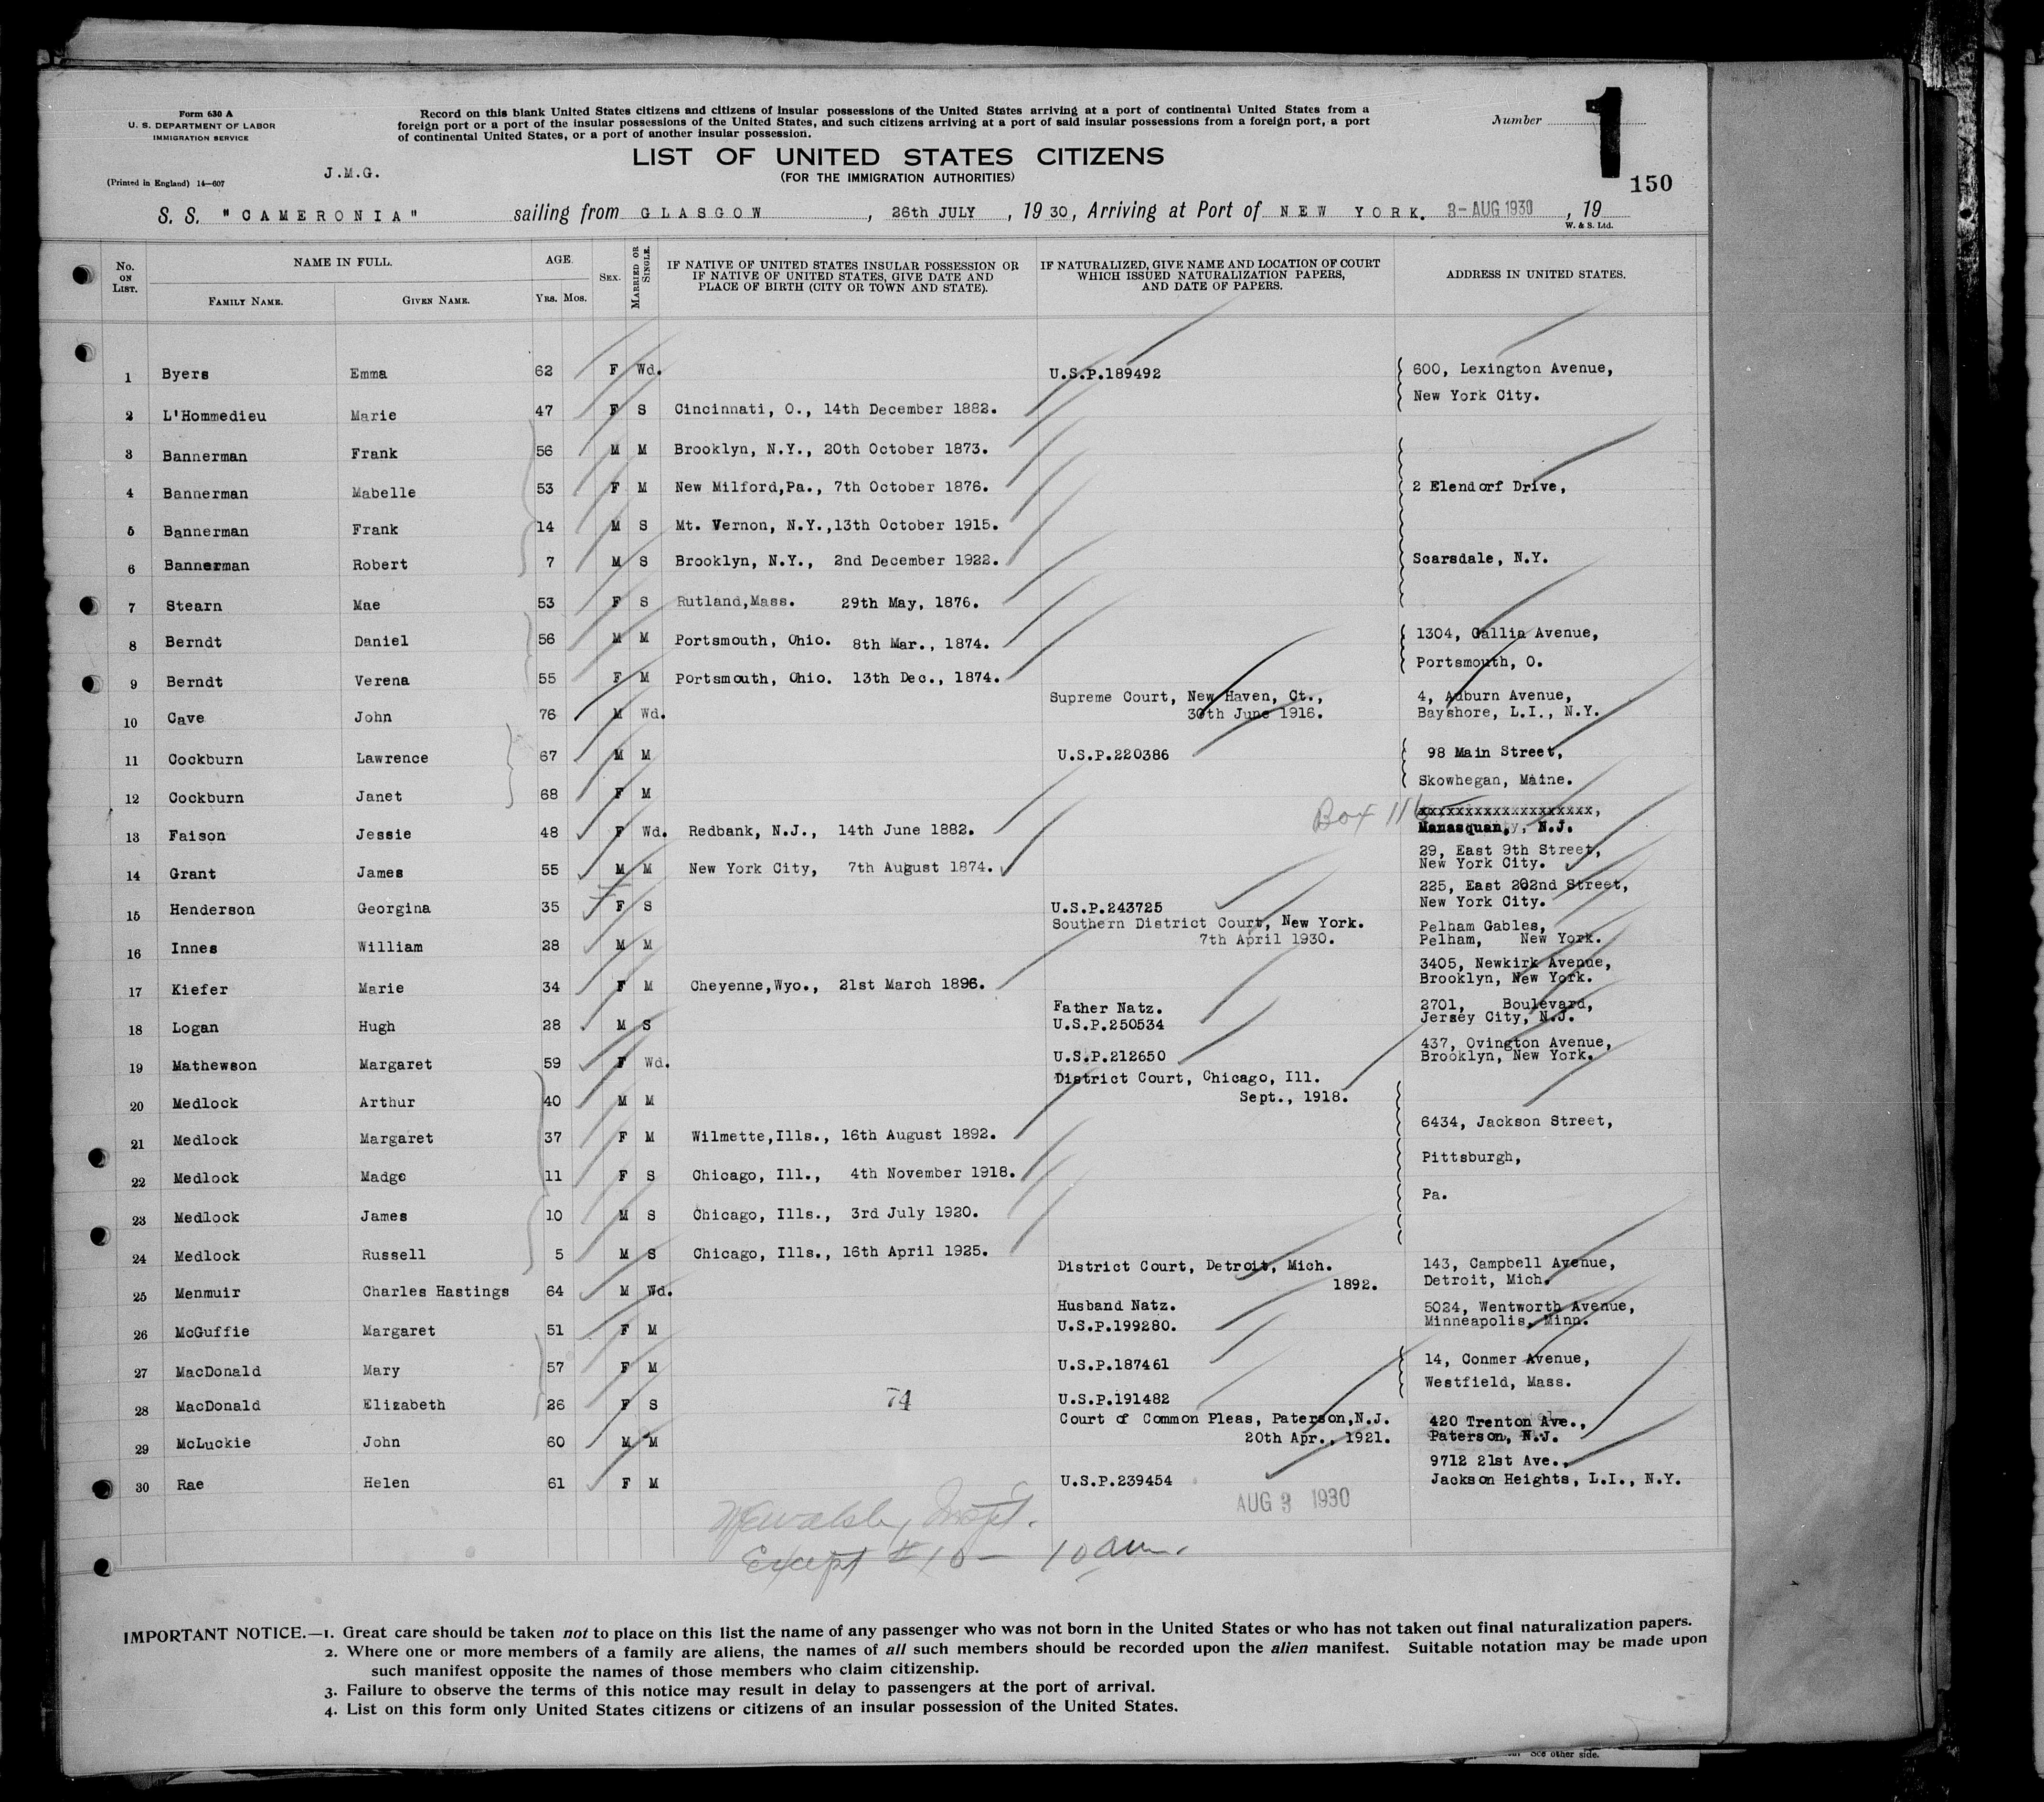 Form 630 A
U. S. DEPARTMENT OF LABOR
IMMIGRATION SERVICE
(Printed in England) 14—607
J.M.G.
Record on this blank United States citizens and citizens of insular possessions of the United States arriving at a port of continental United States from a
foreign port or a port of the insular possessions of the United States, and such citizens arriving at a port of said insular possessions from a foreign port, a port
of continental United States, or a port of another insular possession.
Number 1
150
LIST OF UNITED STATES CITIZENS
(FOR THE IMMIGRATION AUTHORITIES)
S. S. "CAMERONIA" sailing from GLASGOW, 26th JULY, 1930, Arriving at Port of NEW YORK. 3- AUG 1930, 19
W. & S. Ltd.
No. ON LIST. NAME IN FULL. FAMILY NAME. GIVEN NAME. AGE. YRS. MOS. SEX. MARRIED OR SINGLE. IF NATIVE OF UNITED STATES INSULAR POSSESSION OR IF NATIVE OF UNITED STATES, GIVE DATE AND PLACE OF BIRTH (CITY OR TOWN AND STATE). IF NATURALIZED, GIVE NAME AND LOCATION OF COURT WHICH ISSUED NATURALIZATION PAPERS, AND DATE OF PAPERS. ADDRESS IN UNITED STATES.
1 Byers Emma 62 F Wd. U.S.P.189492 600, Lexington Avenue,
New York City.
2 L'Hommedieu Marie 47 F S Cincinnati, O., 14th December 1882.
3 Bannerman Frank 56 M M Brooklyn, N.Y., 20th October 1873.
4 Bannerman Mabelle 53 F M New Milford,Pa., 7th October 1876. 2 Elendorf Drive,
5 Bannerman Frank 14 M S Mt. Vernon, N.Y.,13th October 1915.
6 Bannerman Robert 7 M S Brooklyn, N.Y., 2nd December 1922. Scarsdale, N.Y.
7 Stearn Mae 53 F S Rutland,Mass. 29th May, 1876.
8 Berndt Daniel 56 M M Portsmouth, Ohio. 8th Mar., 1874. 1304, Gallia Avenue,
Portsmouth, O.
9 Berndt Verena 55 F M Portsmouth, Ohio. 13th Dec., 1874.
10 Cave John 76 M Wd. Supreme Court, New Haven, Ct., 30th June 1916. 4, Auburn Avenue,
Bayshore, L.I., N.Y.
11 Cockburn Lawrence 67 M M U.S.P.220386 98 Main Street,
Skowhegan, Maine.
12 Cockburn Janet 68 F M
Box 116 xxxxxxxxxxxxxxxxxxx,
13 Faison Jessie 48 F Wd. Redbank, N.J., 14th June 1882. Manasquan, N.J.
14 Grant James 55 M M New York City, 7th August 1874. 29, East 9th Street,
New York City.
15 Henderson Georgina 35 F S U.S.P.243725 225, East 202nd Street,
New York City.
16 Innes William 28 M M Southern District Court, New York. 7th April 1930. Pelham Gables,
Pelham, New York.
17 Kiefer Marie 34 F M Cheyenne,Wyo., 21st March 1896. 3405, Newkirk Avenue,
Brooklyn, New York.
18 Logan Hugh 28 M S Father Natz. U.S.P.250534 2701, Boulevard,
Jersey City, N.J.
19 Mathewson Margaret 59 F Wd. U.S.P.212650 437, Ovington Avenue,
Brooklyn, New York.
20 Medlock Arthur 40 M M District Court, Chicago, Ill. Sept., 1918.
6434, Jackson Street,
21 Medlock Margaret 37 F M Wilmette,Ills., 16th August 1892.
Pittsburgh,
22 Medlock Madge 11 F S Chicago, Ill., 4th November 1918.
Pa.
23 Medlock James 10 M S Chicago, Ills., 3rd July 1920.
24 Medlock Russell 5 M S Chicago, Ills., 16th April 1925.
25 Menmuir Charles Hastings 64 M Wd. District Court, Detroit, Mich. 1892. 143, Campbell Avenue,
Detroit, Mich.
26 McGuffie Margaret 51 F M Husband Natz. U.S.P.199280. 5024, Wentworth Avenue,
Minneapolis, Minn.
27 MacDonald Mary 57 F M U.S.P.187461 14, Conmer Avenue,
Westfield, Mass.
28 MacDonald Elizabeth 26 F S 74 U.S.P.191482
29 McLuckie John 60 M M Court of Common Pleas, Paterson,N.J. 20th Apr., 1921. 420 Trenton Ave.,
Paterson, N.J.
30 Rae Helen 61 F M U.S.P.239454 9712 21st Ave.,
Jackson Heights, L.I., N.Y.
AUG 3 1930
Walsh, Inspt.
Except # 10 — 10 am.
IMPORTANT NOTICE.—1. Great care should be taken not to place on this list the name of any passenger who was not born in the United States or who has not taken out final naturalization papers.
2. Where one or more members of a family are aliens, the names of all such members should be recorded upon the alien manifest. Suitable notation may be made upon
such manifest opposite the names of those members who claim citizenship.
3. Failure to observe the terms of this notice may result in delay to passengers at the port of arrival.
4. List on this form only United States citizens or citizens of an insular possession of the United States.
See other side.